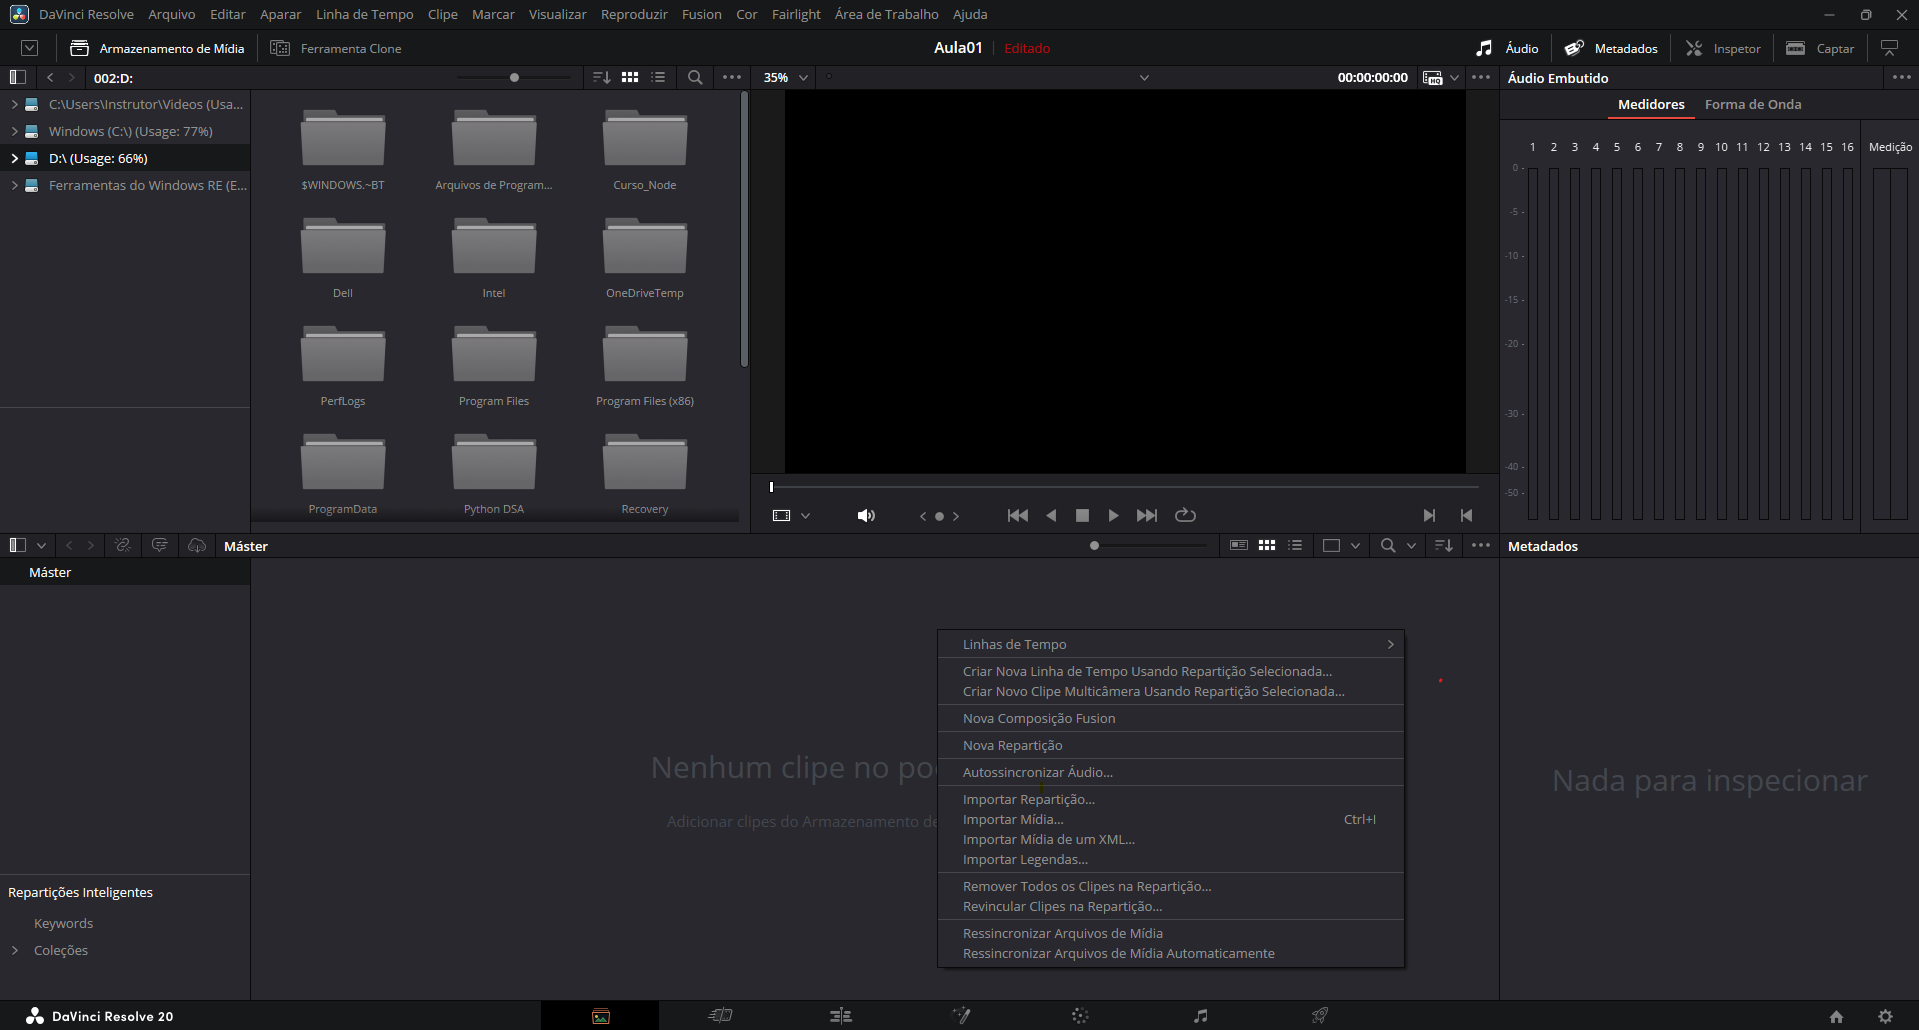 DaVinci Resolve Arquivo Editar Aparar Linha de Tempo Clipe Marcar Visualizar Reproduzir Fusion Cor Fairlight Área de Trabalho Ajuda
Armazenamento de Mídia Ferramenta Clone Aula01 Editado Áudio Metadados Inspetor Captar
002:D: 35% 00:00:00:00 HQ Áudio Embutido
C:\Users\Instrutor\Videos (Usa...
Windows (C:\) (Usage: 77%)
D:\ (Usage: 66%)
Ferramentas do Windows RE (E...
$WINDOWS.~BT Arquivos de Program... Curso_Node
Dell Intel OneDriveTemp
PerfLogs Program Files Program Files (x86)
ProgramData Python DSA Recovery
Medidores Forma de Onda
1 2 3 4 5 6 7 8 9 10 11 12 13 14 15 16 Medição
0
-5
-10
-15
-20
-30
-40
-50
Máster Metadados
Máster
Nenhum clipe no po
Adicionar clipes do Armazenamento de
Linhas de Tempo
Criar Nova Linha de Tempo Usando Repartição Selecionada...
Criar Novo Clipe Multicâmera Usando Repartição Selecionada...
Nova Composição Fusion
Nova Repartição
Autossincronizar Áudio...
Importar Repartição...
Importar Mídia... Ctrl+I
Importar Mídia de um XML...
Importar Legendas...
Remover Todos os Clipes na Repartição...
Revincular Clipes na Repartição...
Ressincronizar Arquivos de Mídia
Ressincronizar Arquivos de Mídia Automaticamente
Nada para inspecionar
Repartições Inteligentes
Keywords
Coleções
DaVinci Resolve 20